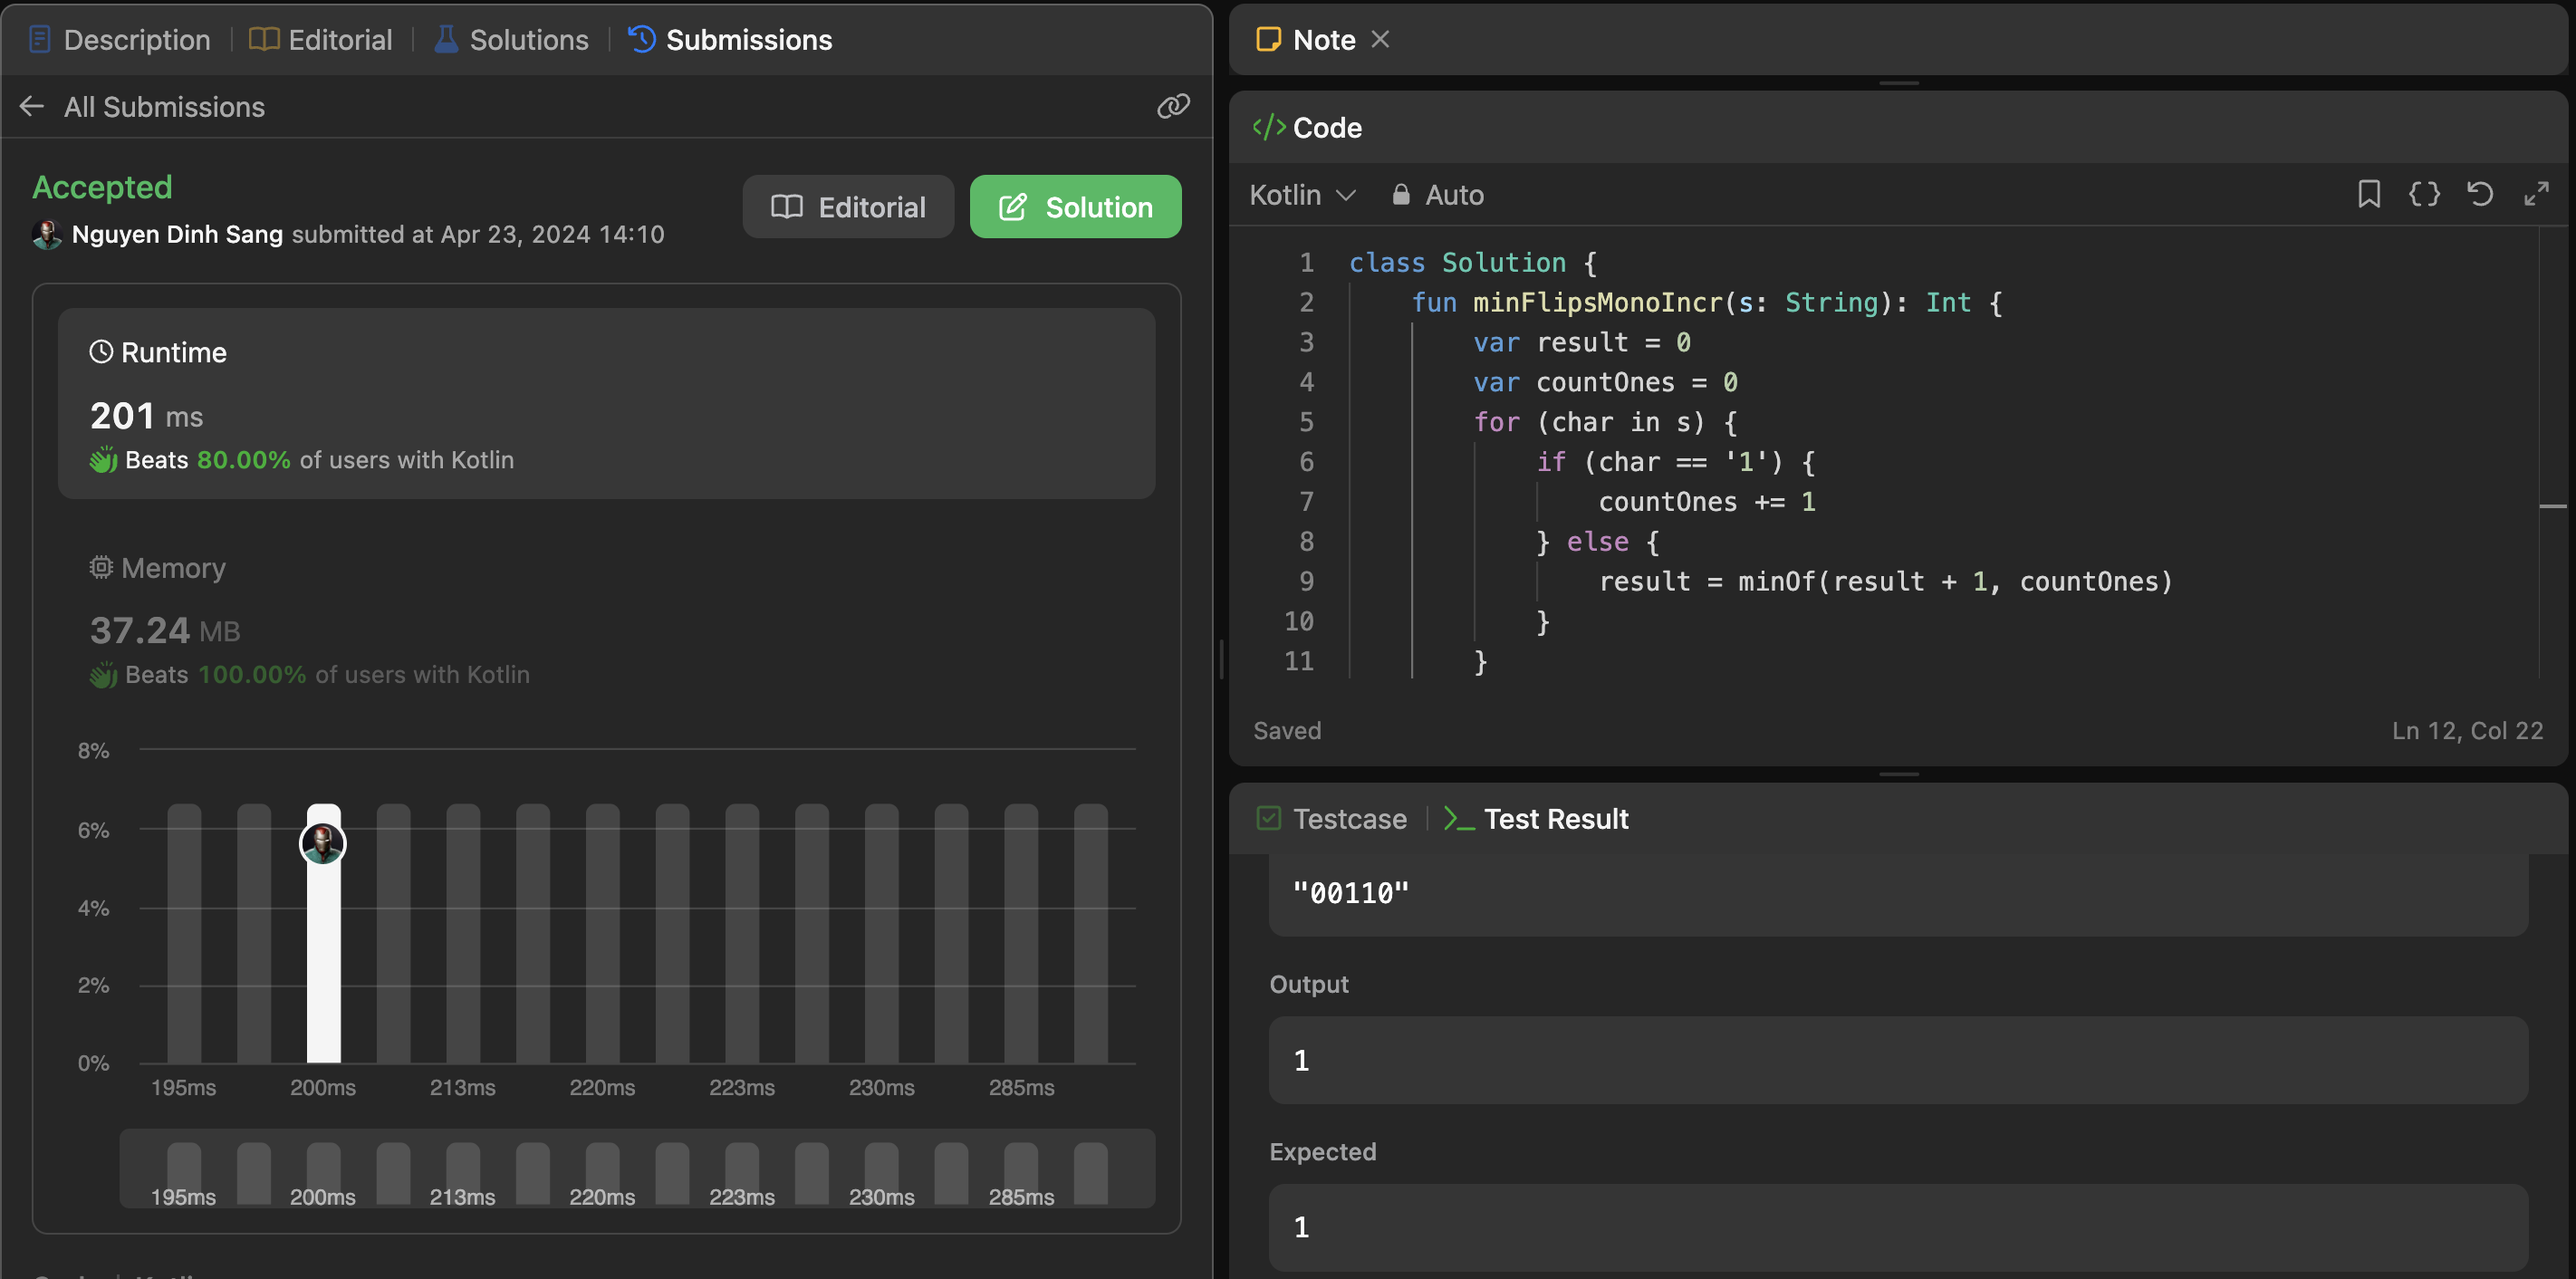 Description
Editorial
Solutions
Submissions
All Submissions
Accepted
Nguyen Dinh Sang submitted at Apr 23, 2024 14:10
Editorial
Solution
Runtime
201 ms
Beats 80.00% of users with Kotlin
Memory
37.24 MB
Beats 100.00% of users with Kotlin
8%
6%
4%
2%
0%
195ms 200ms 213ms 220ms 223ms 230ms 285ms
195ms 200ms 213ms 220ms 223ms 230ms 285ms
Note
</> Code
Kotlin
Auto
1 class Solution {
2 fun minFlipsMonoIncr(s: String): Int {
3 var result = 0
4 var countOnes = 0
5 for (char in s) {
6 if (char == '1') {
7 countOnes += 1
8 } else {
9 result = minOf(result + 1, countOnes)
10 }
11 }
Saved
Ln 12, Col 22
Testcase
Test Result
"00110"
Output
1
Expected
1